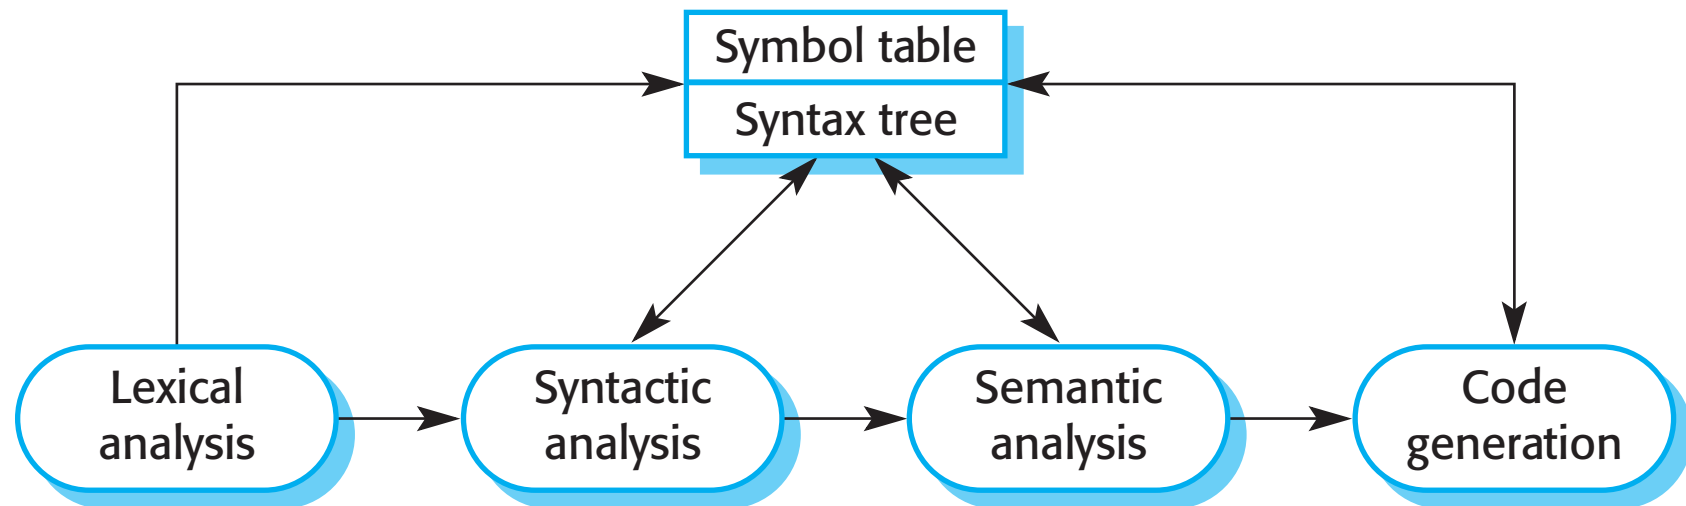 Symbol table
Syntax tree
Lexical
analysis
Syntactic
analysis
Semantic
analysis
Code
generation